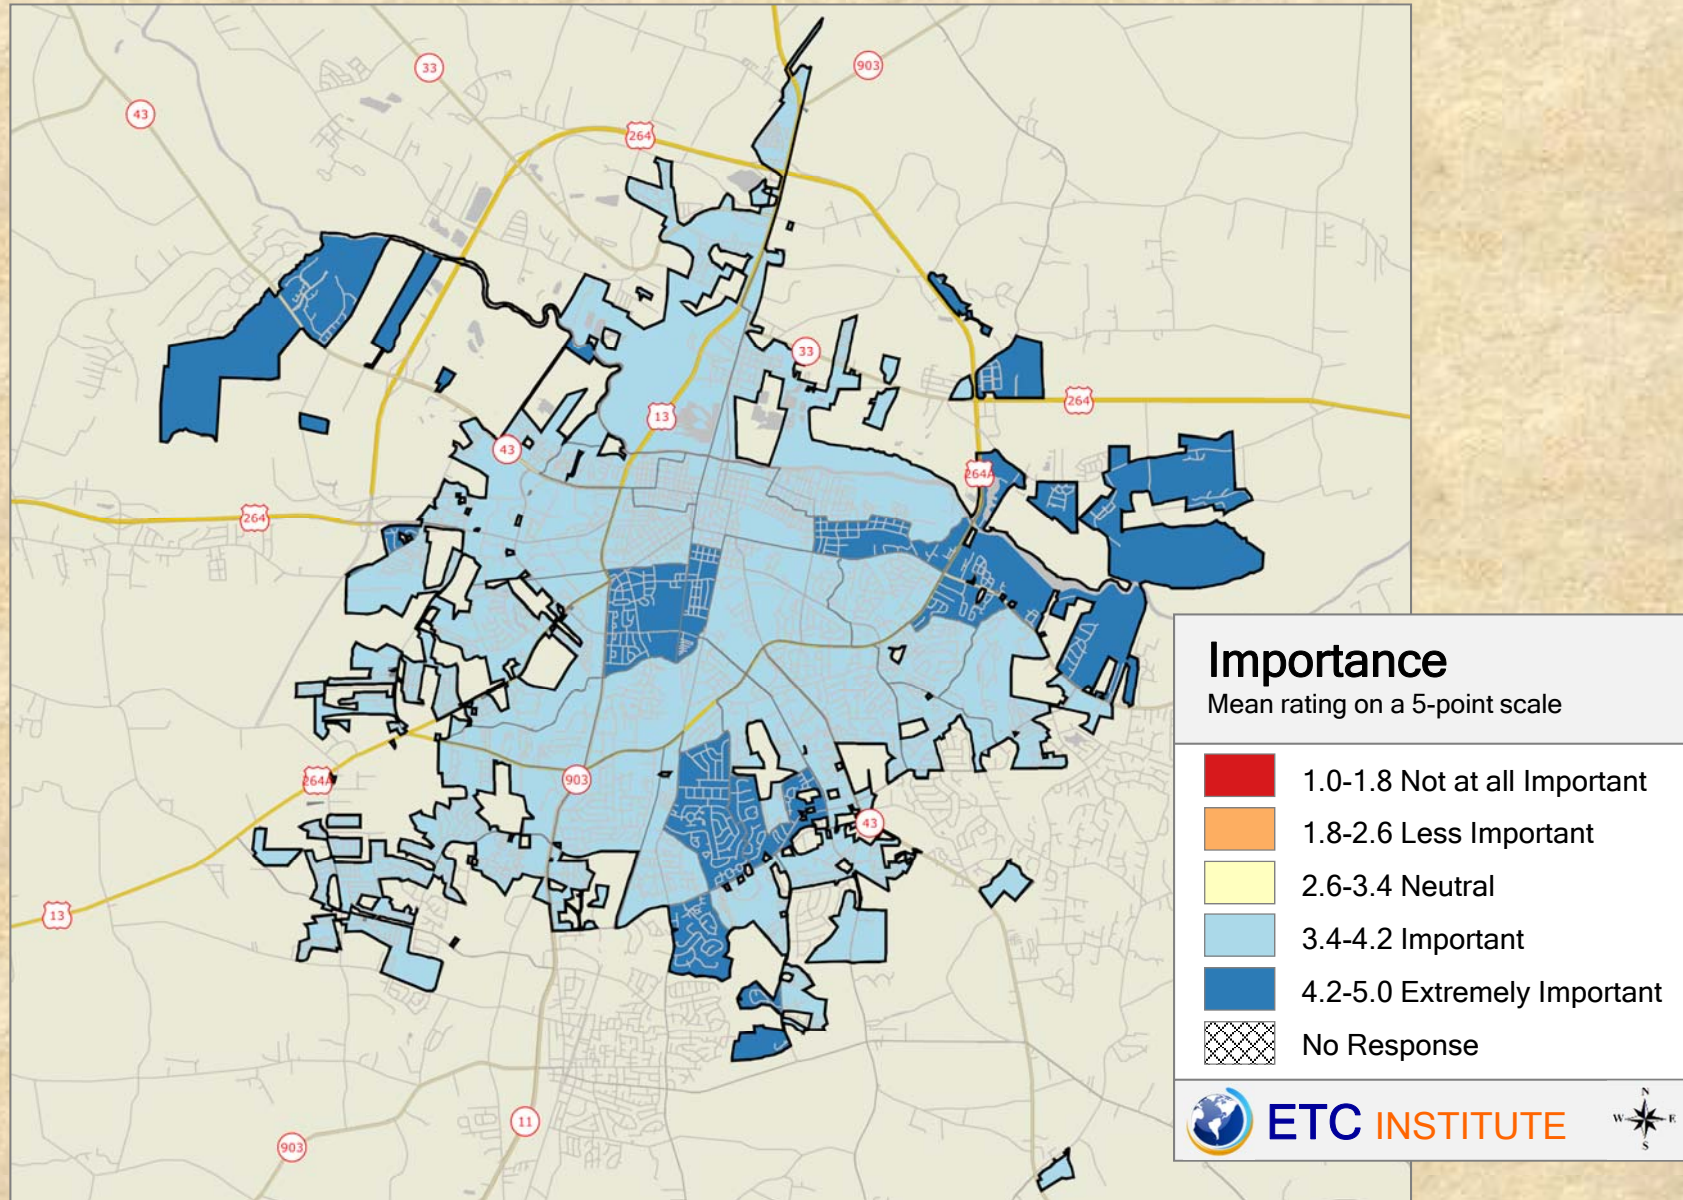 33
903
43
264
33
264
13
43
264A
264
264A
903
43
13
11
903
Importance
Mean rating on a 5-point scale
1.0-1.8 Not at all Important
1.8-2.6 Less Important
2.6-3.4 Neutral
3.4-4.2 Important
4.2-5.0 Extremely Important
No Response
ETC INSTITUTE
N
W E
S